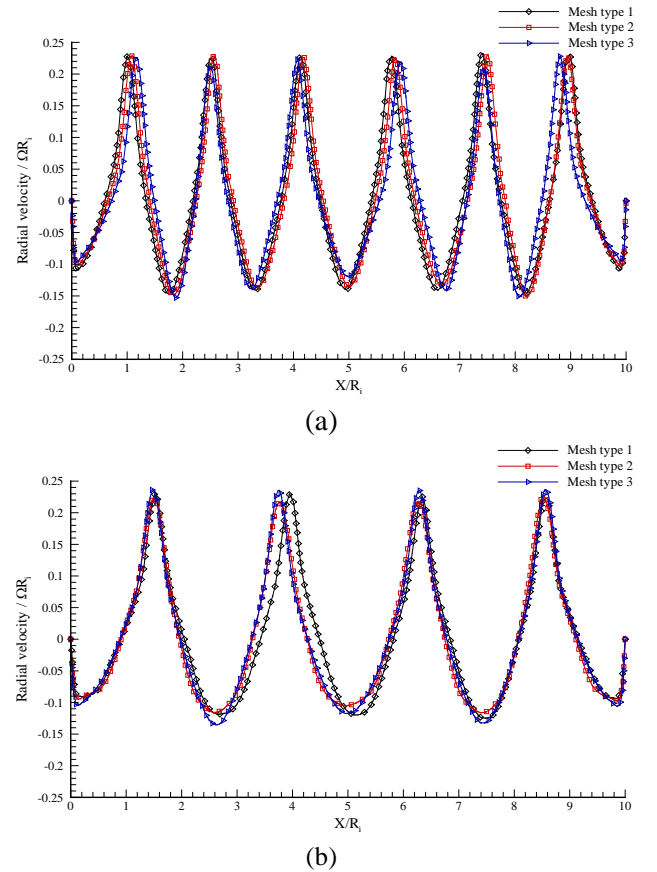 Mesh type 1
Mesh type 2
Mesh type 3
0.25
0.2
0.15
0.1
0.05
0
-0.05
-0.1
-0.15
-0.2
-0.25
Radial velocity / ΩRᵢ
0 1 2 3 4 5 6 7 8 9 10
X/Rᵢ
(a)
Mesh type 1
Mesh type 2
Mesh type 3
0.25
0.2
0.15
0.1
0.05
0
-0.05
-0.1
-0.15
-0.2
-0.25
Radial velocity / ΩRᵢ
0 1 2 3 4 5 6 7 8 9 10
X/Rᵢ
(b)